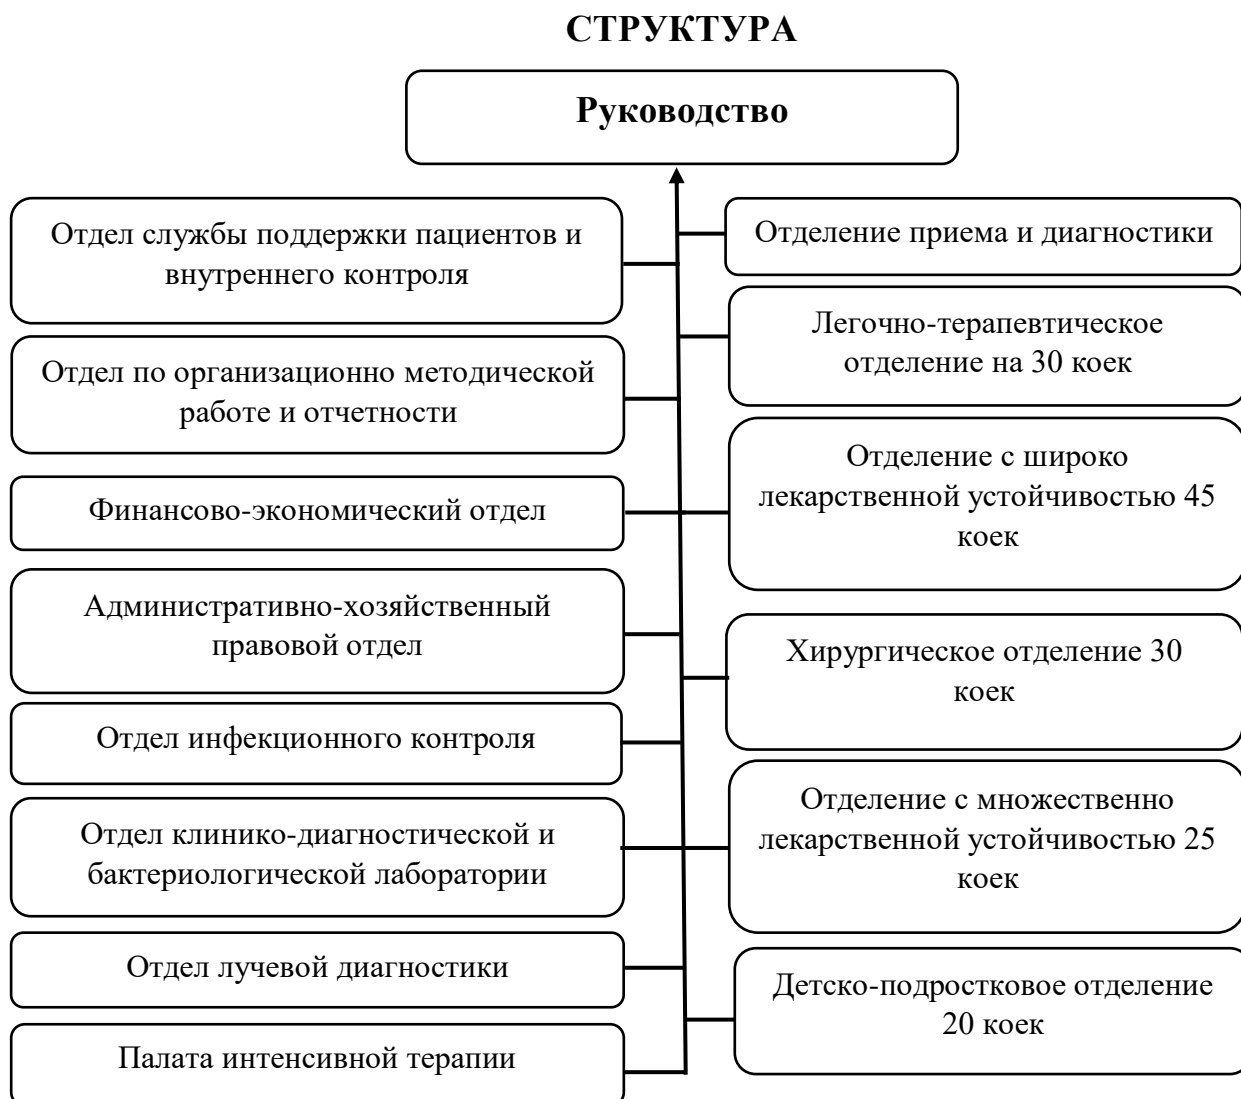 СТРУКТУРА
Руководство
Отдел службы поддержки пациентов и
внутреннего контроля
Отдел по организационно методической
работе и отчетности
Финансово-экономический отдел
Административно-хозяйственный
правовой отдел
Отдел инфекционного контроля
Отдел клинико-диагностической и
бактериологической лаборатории
Отдел лучевой диагностики
Палата интенсивной терапии
Отделение приема и диагностики
Легочно-терапевтическое
отделение на 30 коек
Отделение с широко
лекарственной устойчивостью 45
коек
Хирургическое отделение 30
коек
Отделение с множественно
лекарственной устойчивостью 25
коек
Детско-подростковое отделение
20 коек